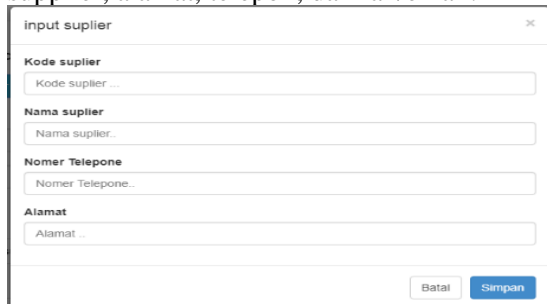 input suplier ×
Kode suplier
Kode suplier ...
Nama suplier
Nama suplier..
Nomer Telepone
Nomer Telepone..
Alamat
Alamat ..
Batal Simpan